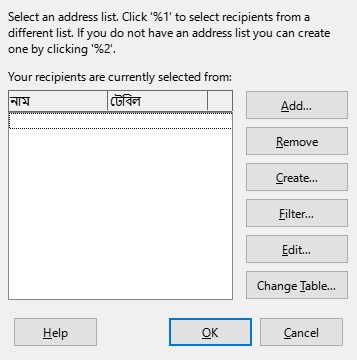 Select an address list. Click '%1' to select recipients from a
different list. If you do not have an address list you can create
one by clicking '%2'.
Your recipients are currently selected from:
নাম টেবিল
Add...
Remove
Create...
Filter...
Edit...
Change Table...
Help OK Cancel